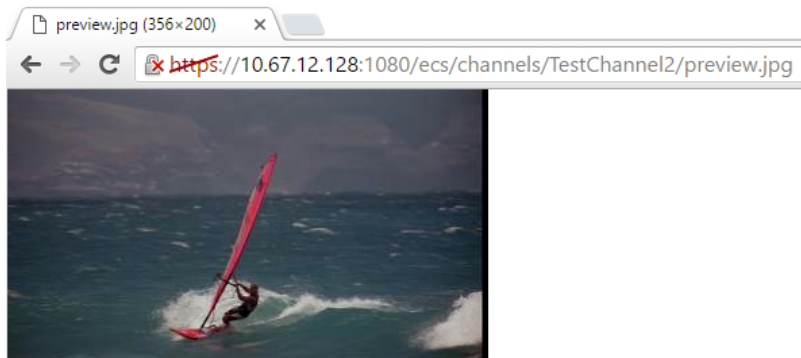 preview.jpg (356×200)
https://10.67.12.128:1080/ecs/channels/TestChannel2/preview.jpg